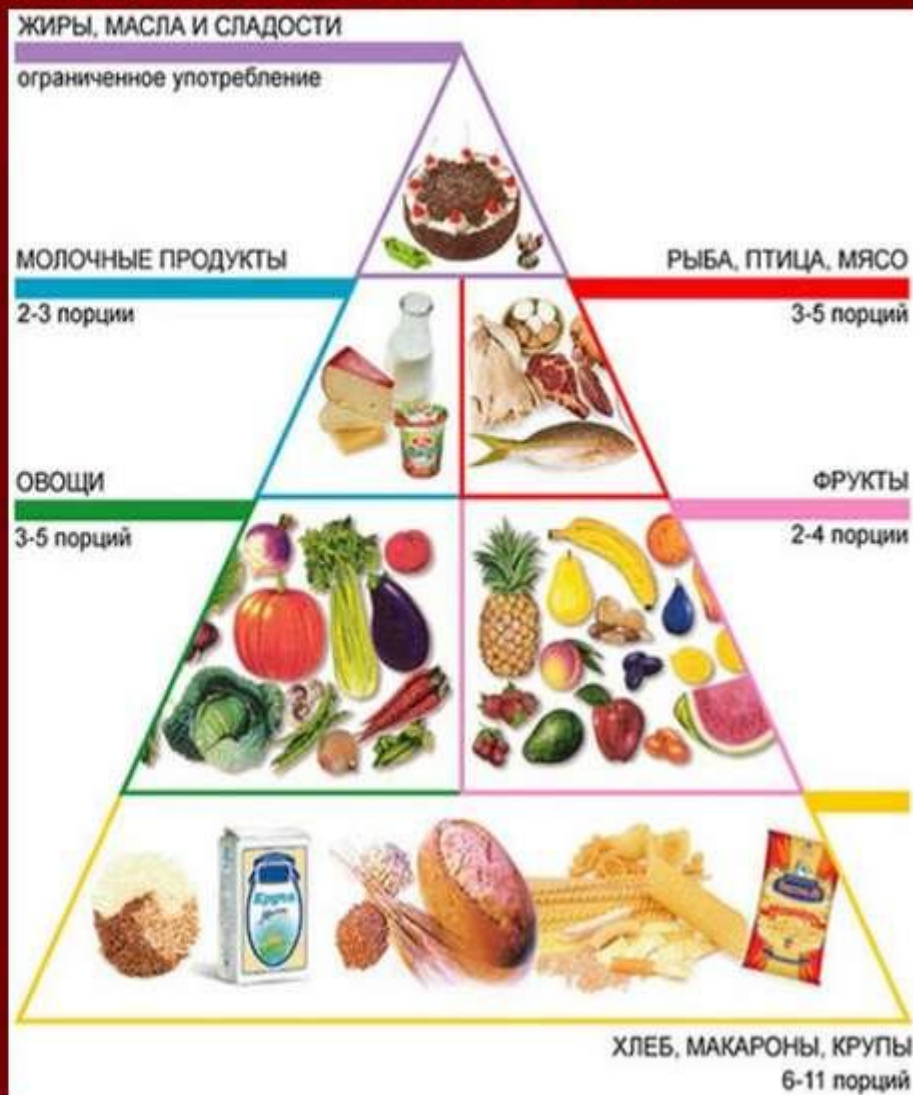 ЖИРЫ, МАСЛА И СЛАДОСТИ
ограниченное употребление
МОЛОЧНЫЕ ПРОДУКТЫ
2-3 порции
РЫБА, ПТИЦА, МЯСО
3-5 порций
ОВОЩИ
3-5 порций
ФРУКТЫ
2-4 порции
Крупа
ХЛЕБ, МАКАРОНЫ, КРУПЫ
6-11 порций